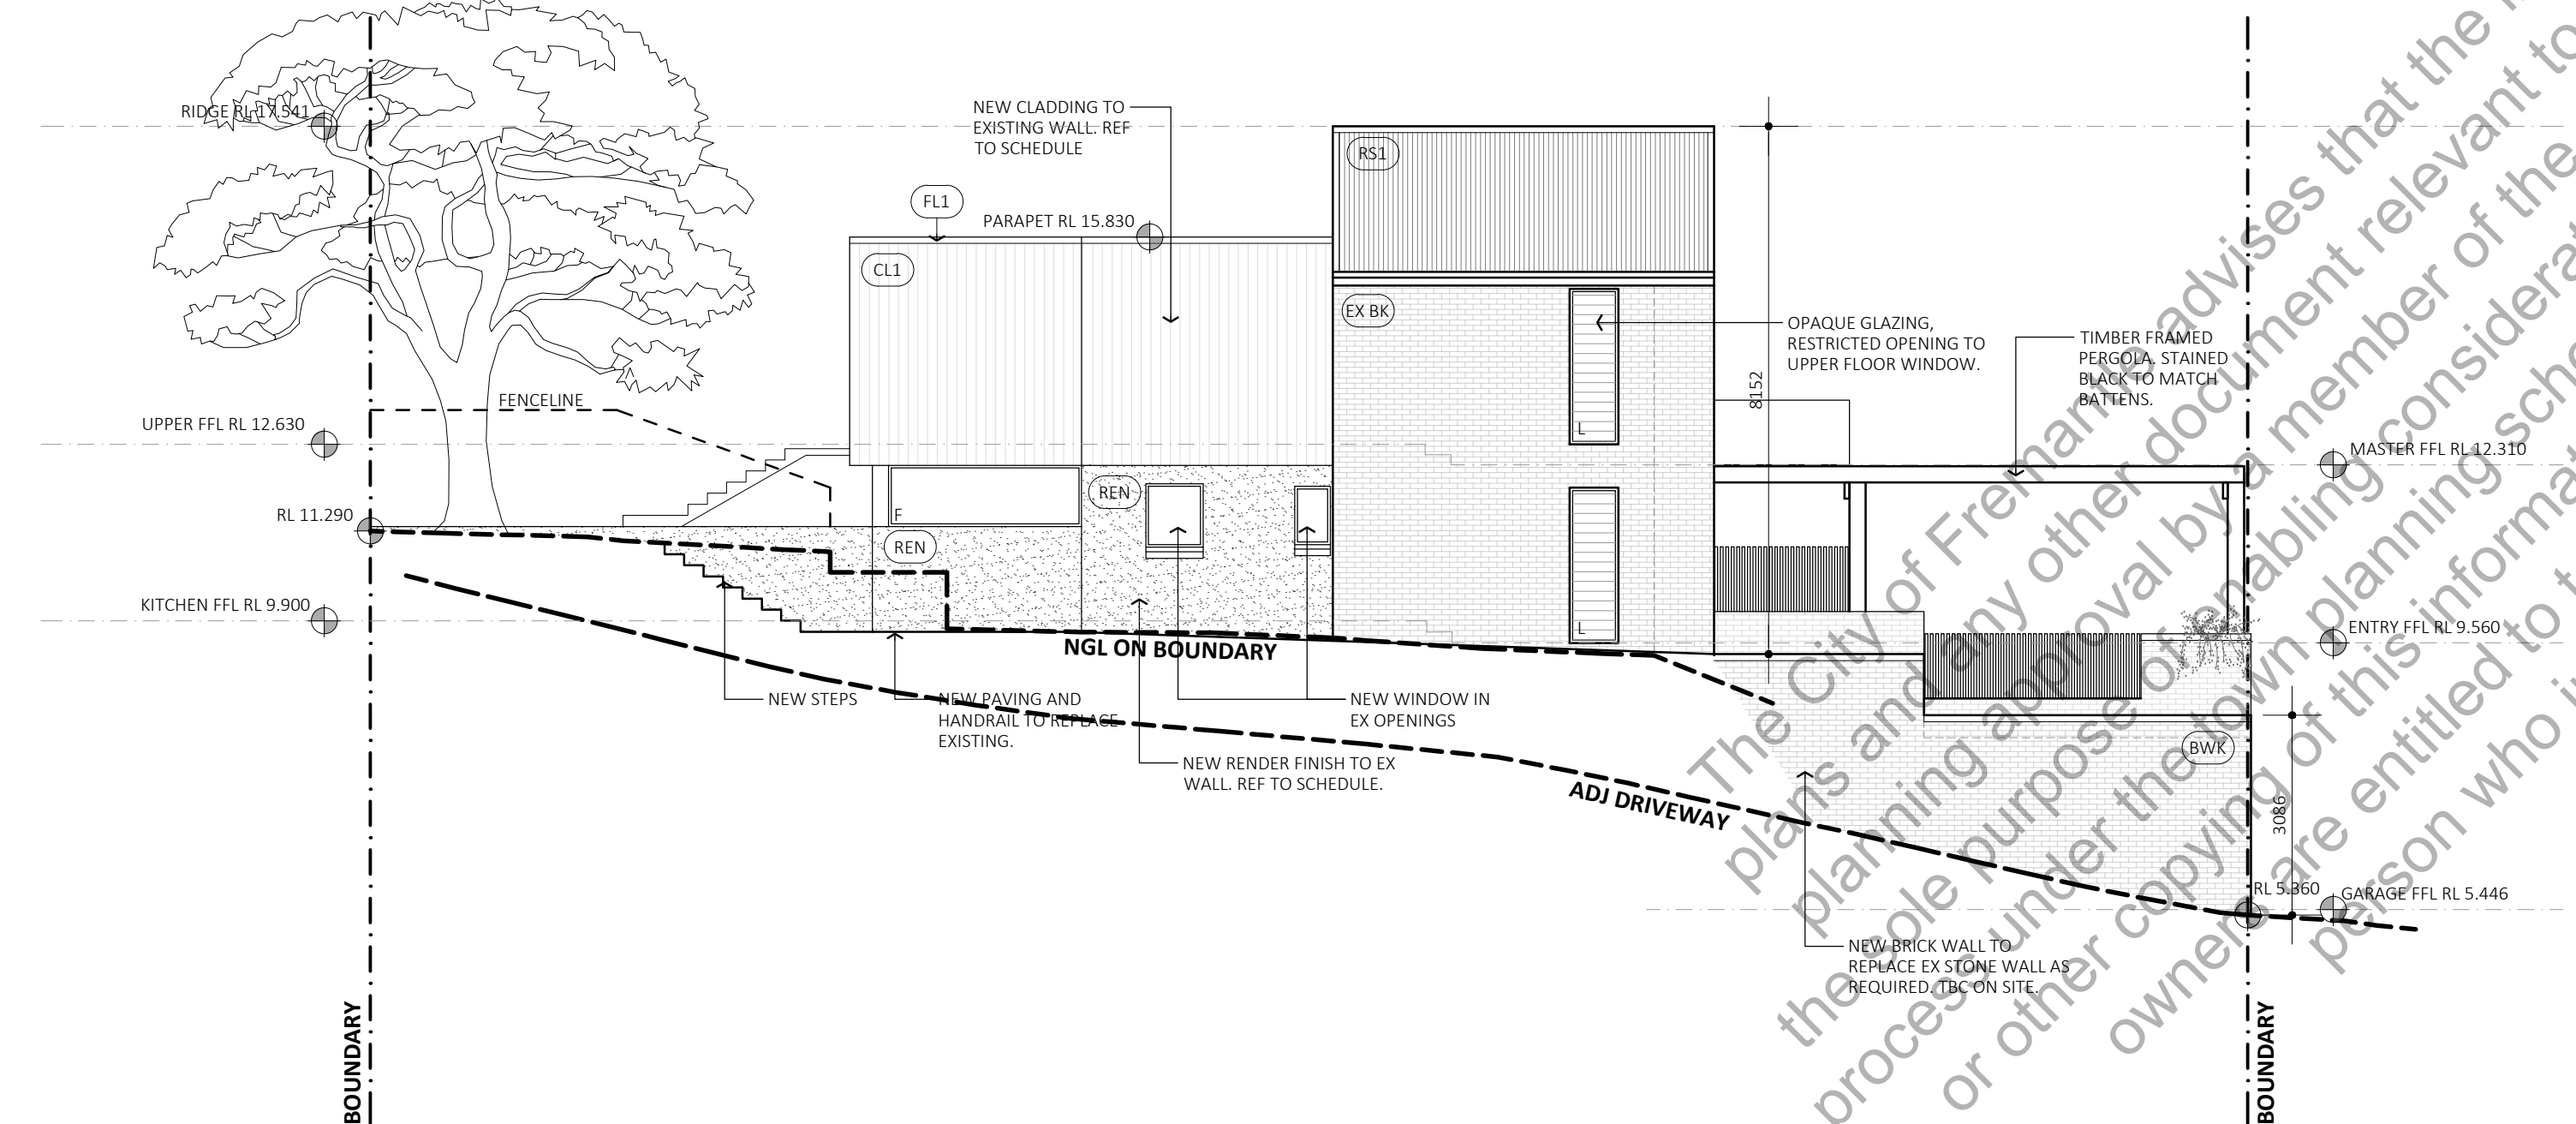 RIDGE RL 17.541
NEW CLADDING TO
EXISTING WALL. REF
TO SCHEDULE
RS1
FL1
PARAPET RL 15.830
CL1
EX BK
OPAQUE GLAZING,
RESTRICTED OPENING TO
UPPER FLOOR WINDOW.
TIMBER FRAMED
PERGOLA. STAINED
BLACK TO MATCH
BATTENS.
8152
FENCELINE
UPPER FFL RL 12.630
L
MASTER FFL RL 12.310
REN
RL 11.290
F
REN
KITCHEN FFL RL 9.900
L
ENTRY FFL RL 9.560
NGL ON BOUNDARY
NEW STEPS
NEW PAVING AND
HANDRAIL TO REPLACE
EXISTING.
NEW WINDOW IN
EX OPENINGS
NEW RENDER FINISH TO EX
WALL. REF TO SCHEDULE.
ADJ DRIVEWAY
BWK
3086
RL 5.360
GARAGE FFL RL 5.446
NEW BRICK WALL TO
REPLACE EX STONE WALL AS
REQUIRED. TBC ON SITE.
BOUNDARY
BOUNDARY
The City of Fremantle advises that the
plans and any other document relevant to
planning approval by a member of the
the sole purpose of enabling
process under the town planning
or other copying of this
owners are entitled to
person who